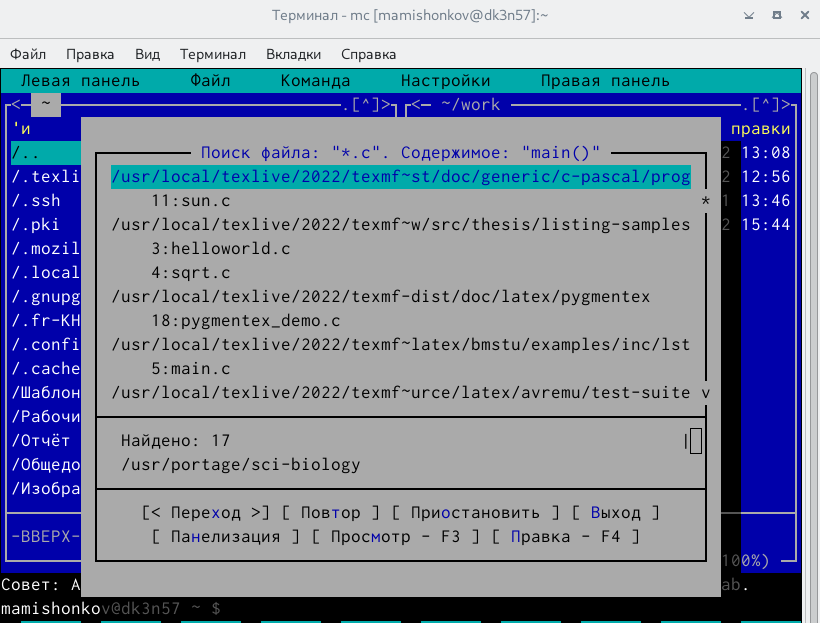 Терминал - mc [mamishonkov@dk3n57]:~
Файл Правка Вид Терминал Вкладки Справка
Левая панель Файл Команда Настройки Правая панель
<- ~ .[^]> <- ~/work .[^]>
'и правки
/.. 2 13:08
/.texli 2 12:56
/.ssh 1 13:46
/.pki 2 15:44
/.mozil
/.local
/.gnupg
/.fr-KH
/.confi
/.cache
/Шаблон
/Рабочи
/Отчёт
/Общедо
/Изобра
-ВВЕРХ-
100%)
Поиск файла: "*.c". Содержимое: "main()"
/usr/local/texlive/2022/texmf~st/doc/generic/c-pascal/prog
11:sun.c *
/usr/local/texlive/2022/texmf~w/src/thesis/listing-samples
3:helloworld.c
4:sqrt.c
/usr/local/texlive/2022/texmf-dist/doc/latex/pygmentex
18:pygmentex_demo.c
/usr/local/texlive/2022/texmf~latex/bmstu/examples/inc/lst
5:main.c
/usr/local/texlive/2022/texmf~urce/latex/avremu/test-suite v
Найдено: 17 |
/usr/portage/sci-biology
[< Переход >] [ Повтор ] [ Приостановить ] [ Выход ]
[ Панелизация ] [ Просмотр - F3 ] [ Правка - F4 ]
Совет: A ab.
mamishonkov@dk3n57 ~ $